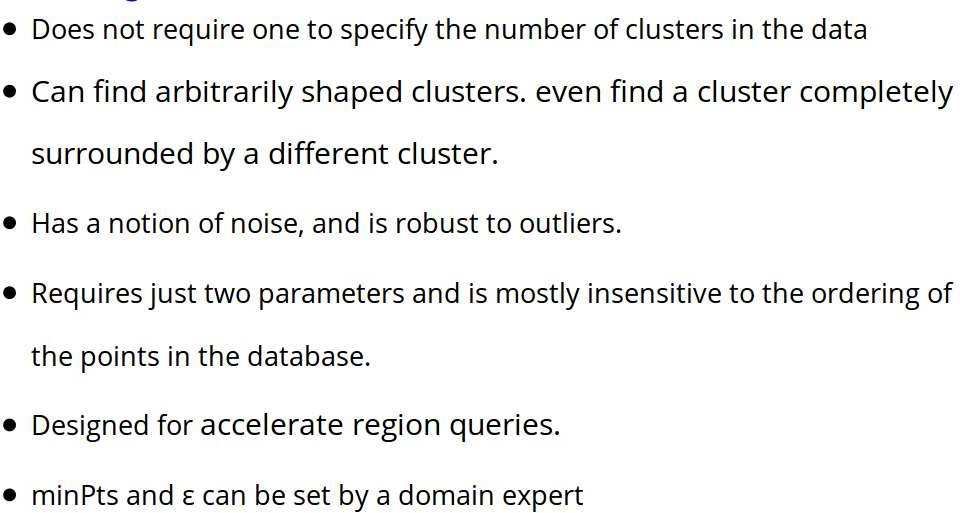 • Does not require one to specify the number of clusters in the data
• Can find arbitrarily shaped clusters. even find a cluster completely
surrounded by a different cluster.
• Has a notion of noise, and is robust to outliers.
• Requires just two parameters and is mostly insensitive to the ordering of
the points in the database.
• Designed for accelerate region queries.
• minPts and ε can be set by a domain expert